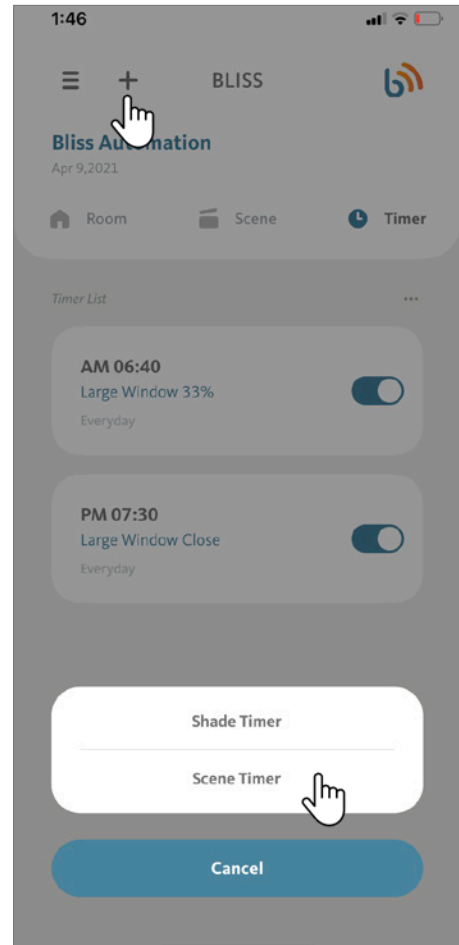 1:46
BLISS
Bliss Automation
Apr 9,2021
Room Scene Timer
Timer List
AM 06:40
Large Window 33%
Everyday
PM 07:30
Large Window Close
Everyday
Shade Timer
Scene Timer
Cancel